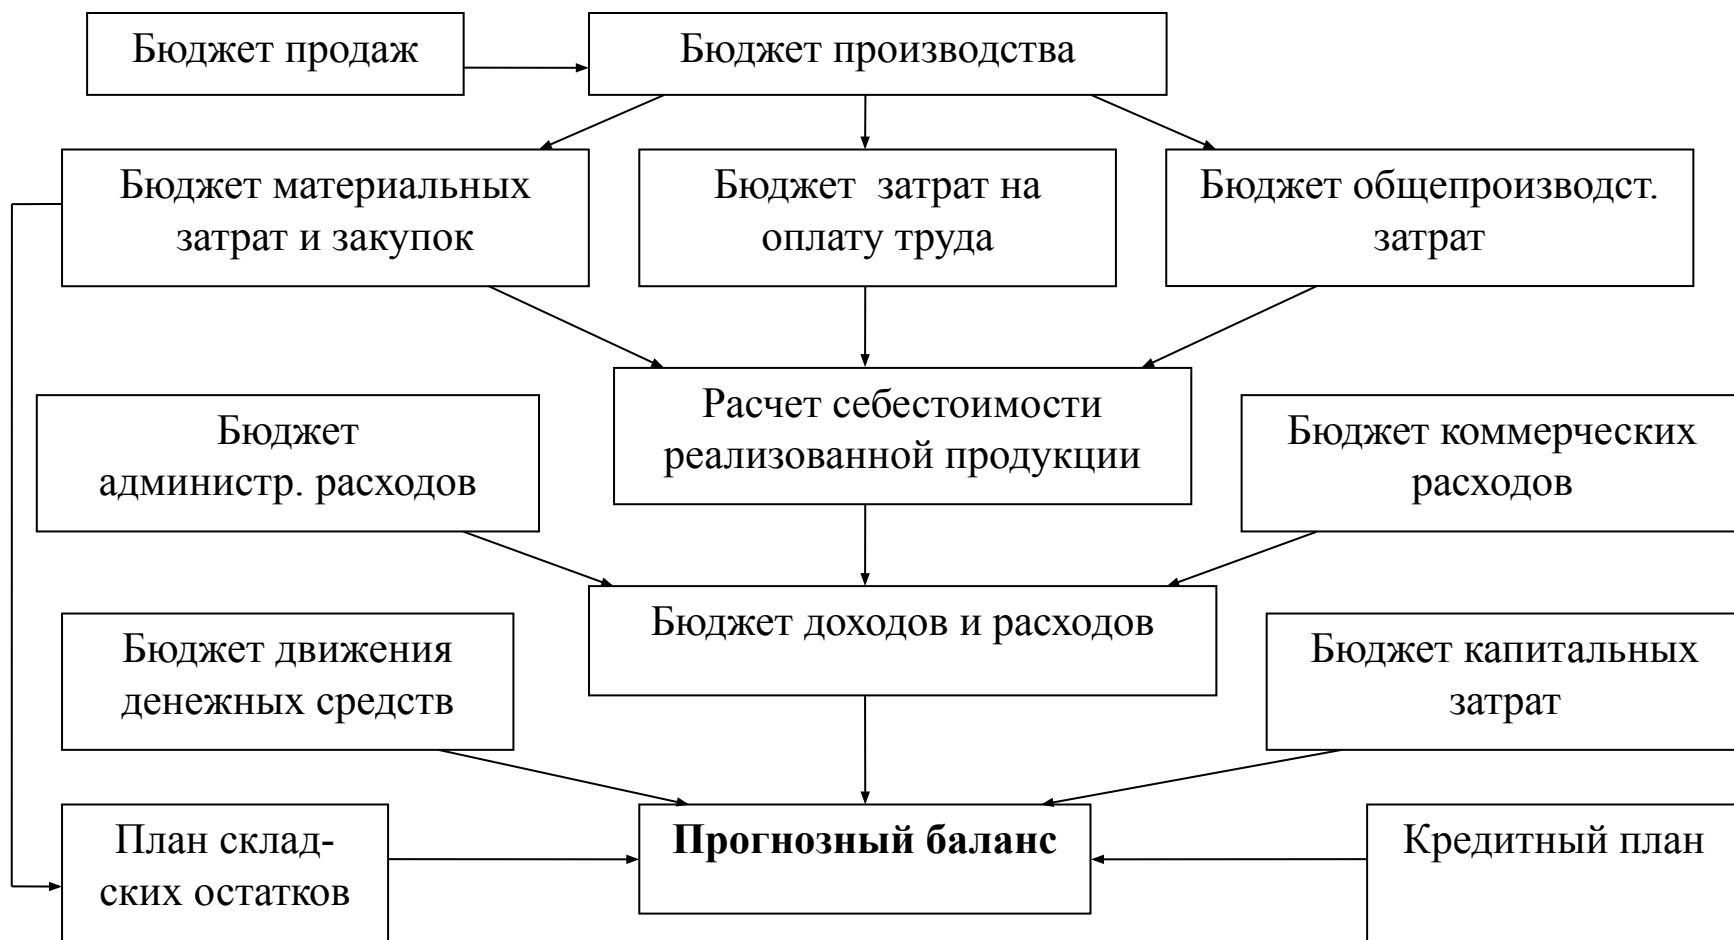 Бюджет продаж
Бюджет производства
Бюджет материальных
затрат и закупок
Бюджет затрат на
оплату труда
Бюджет общепроизводст.
затрат
Расчет себестоимости
реализованной продукции
Бюджет
администр. расходов
Бюджет коммерческих
расходов
Бюджет доходов и расходов
Бюджет движения
денежных средств
Бюджет капитальных
затрат
План склад-
ских остатков
Прогнозный баланс
Кредитный план